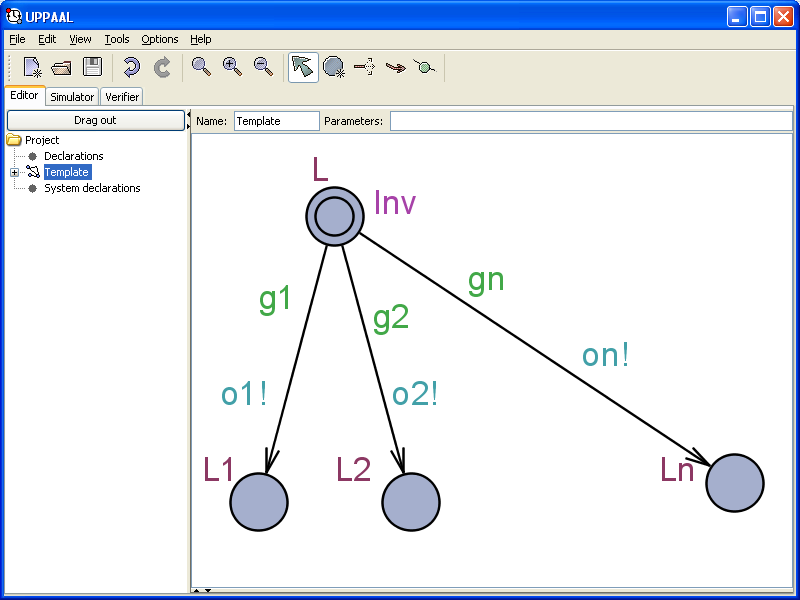 UPPAAL
File Edit View Tools Options Help
Editor Simulator Verifier
Drag out
Name: Template Parameters:
Project
Declarations
Template
System declarations
L
Inv
g1
g2
gn
o1!
o2!
on!
L1
L2
Ln